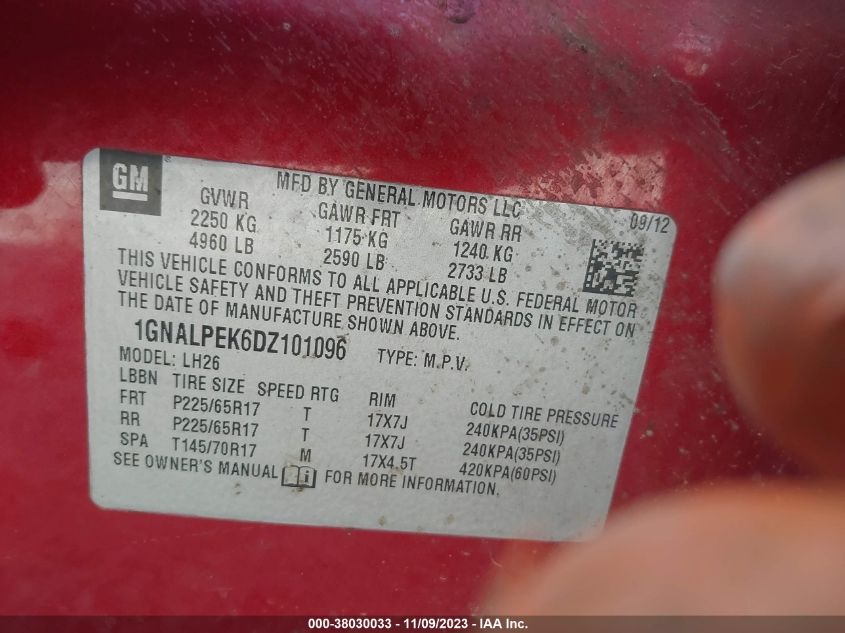 GM
MFD BY GENERAL MOTORS LLC 09/12
GVWR GAWR FRT GAWR RR
2250 KG 1175 KG 1240 KG
4960 LB 2590 LB 2733 LB
THIS VEHICLE CONFORMS TO ALL APPLICABLE U.S. FEDERAL MOTOR
VEHICLE SAFETY AND THEFT PREVENTION STANDARDS IN EFFECT ON
THE DATE OF MANUFACTURE SHOWN ABOVE.
1GNALPEK6DZ101096 TYPE: M.P.V.
MODEL: LH26
LBBN TIRE SIZE SPEED RTG RIM COLD TIRE PRESSURE
FRT P225/65R17 T 17X7J 240KPA(35PSI)
RR P225/65R17 T 17X7J 240KPA(35PSI)
SPA T145/70R17 M 17X4.5T 420KPA(60PSI)
SEE OWNER'S MANUAL FOR MORE INFORMATION.
000-38030033 - 11/09/2023 - IAA Inc.